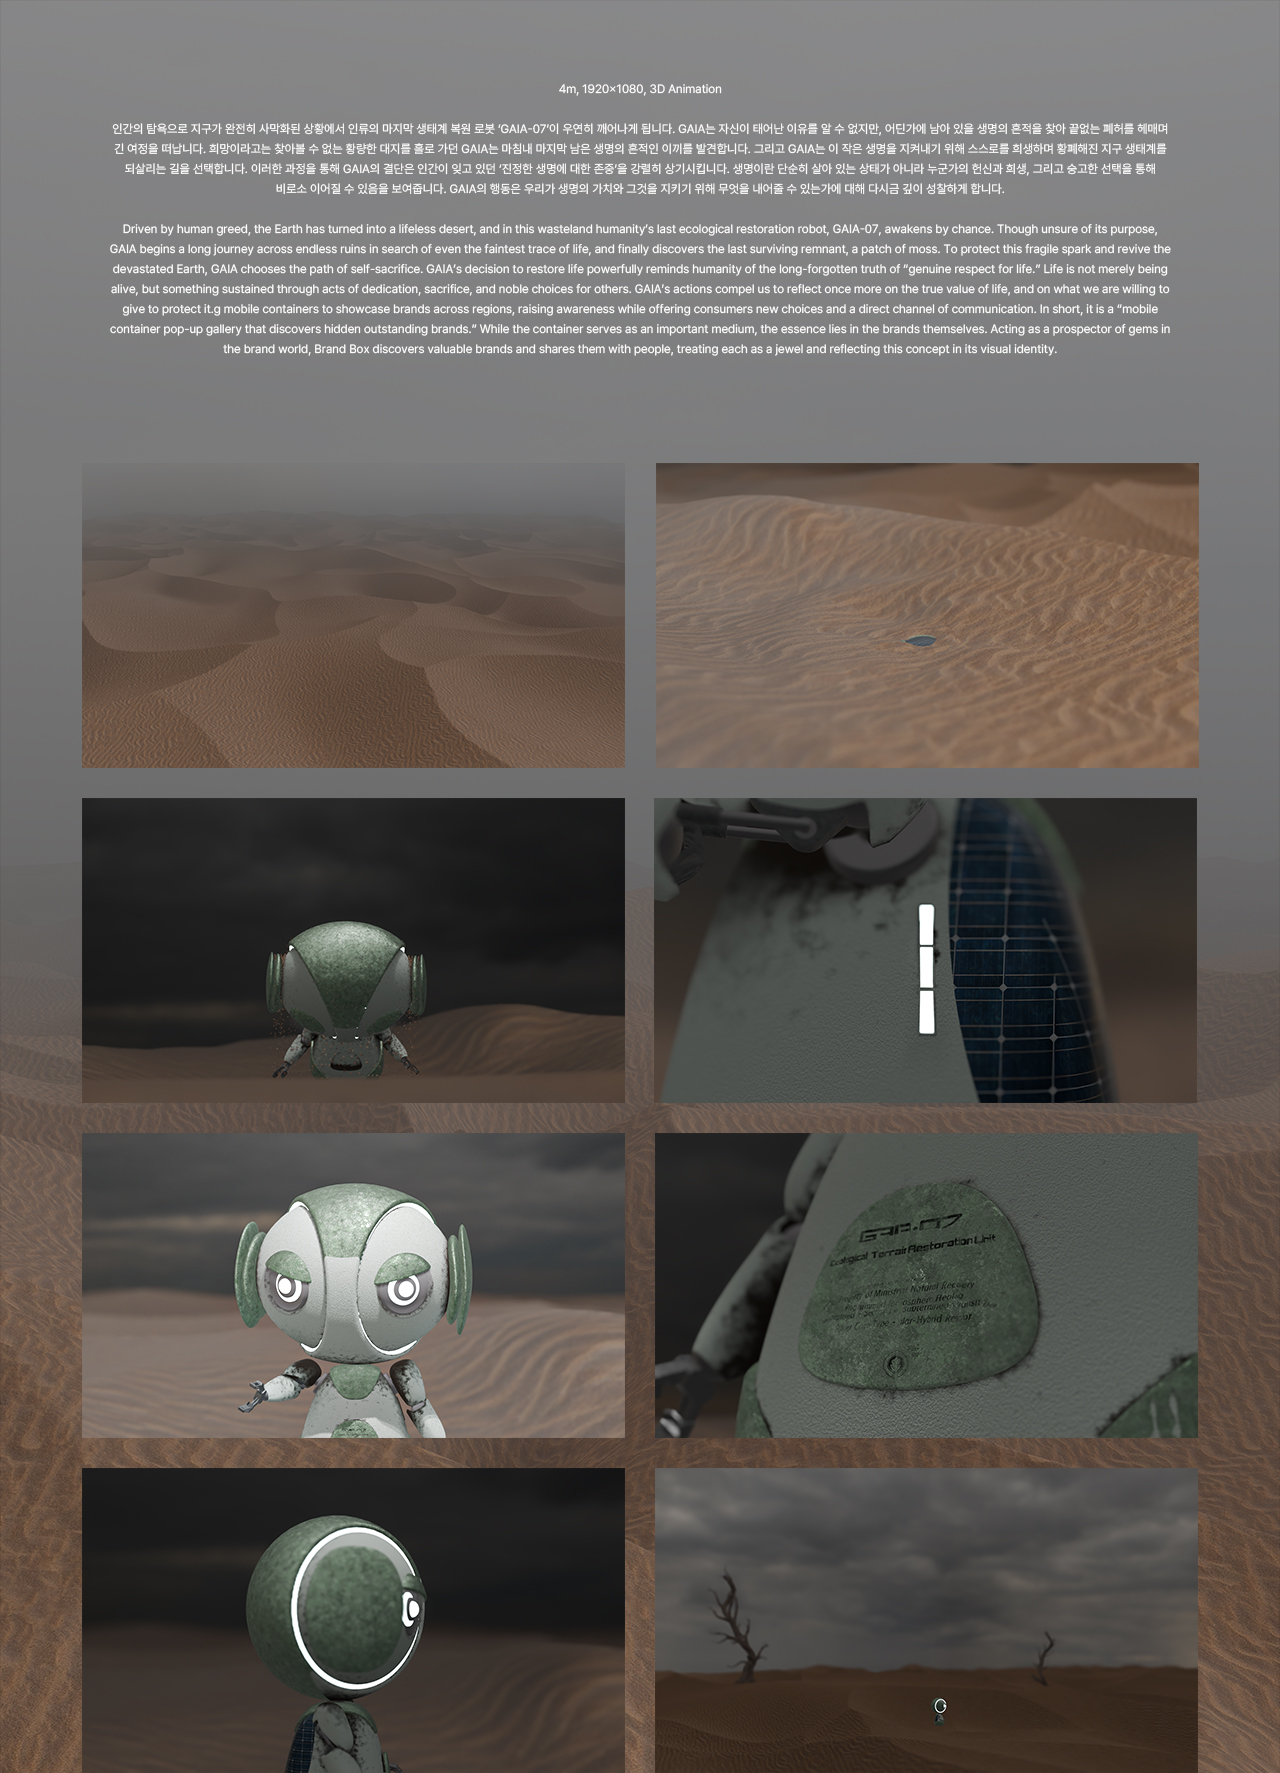 4m, 1920×1080, 3D Animation
인간의 탐욕으로 지구가 완전히 사막화된 상황에서 인류의 마지막 생태계 복원 로봇 ‘GAIA-07’이 우연히 깨어나게 됩니다. GAIA는 자신이 태어난 이유를 알 수 없지만, 어딘가에 남아 있을 생명의 흔적을 찾아 끝없는 폐허를 헤매며
긴 여정을 떠납니다. 희망이라고는 찾아볼 수 없는 황량한 대지를 홀로 가던 GAIA는 마침내 마지막 남은 생명의 흔적인 이끼를 발견합니다. 그리고 GAIA는 이 작은 생명을 지켜내기 위해 스스로를 희생하며 황폐해진 지구 생태계를
되살리는 길을 선택합니다. 이러한 과정을 통해 GAIA의 결단은 인간이 잊고 있던 ‘진정한 생명에 대한 존중’을 강렬히 상기시킵니다. 생명이란 단순히 살아 있는 상태가 아니라 누군가의 헌신과 희생, 그리고 숭고한 선택을 통해
비로소 이어질 수 있음을 보여줍니다. GAIA의 행동은 우리가 생명의 가치와 그것을 지키기 위해 무엇을 내어줄 수 있는가에 대해 다시금 깊이 성찰하게 합니다.
Driven by human greed, the Earth has turned into a lifeless desert, and in this wasteland humanity’s last ecological restoration robot, GAIA-07, awakens by chance. Though unsure of its purpose,
GAIA begins a long journey across endless ruins in search of even the faintest trace of life, and finally discovers the last surviving remnant, a patch of moss. To protect this fragile spark and revive the
devastated Earth, GAIA chooses the path of self-sacrifice. GAIA’s decision to restore life powerfully reminds humanity of the long-forgotten truth of “genuine respect for life.” Life is not merely being
alive, but something sustained through acts of dedication, sacrifice, and noble choices for others. GAIA’s actions compel us to reflect once more on the true value of life, and on what we are willing to
give to protect it.g mobile containers to showcase brands across regions, raising awareness while offering consumers new choices and a direct channel of communication. In short, it is a “mobile
container pop-up gallery that discovers hidden outstanding brands.” While the container serves as an important medium, the essence lies in the brands themselves. Acting as a prospector of gems in
the brand world, Brand Box discovers valuable brands and shares them with people, treating each as a jewel and reflecting this concept in its visual identity.
Restoration Unit
Natural Recovery